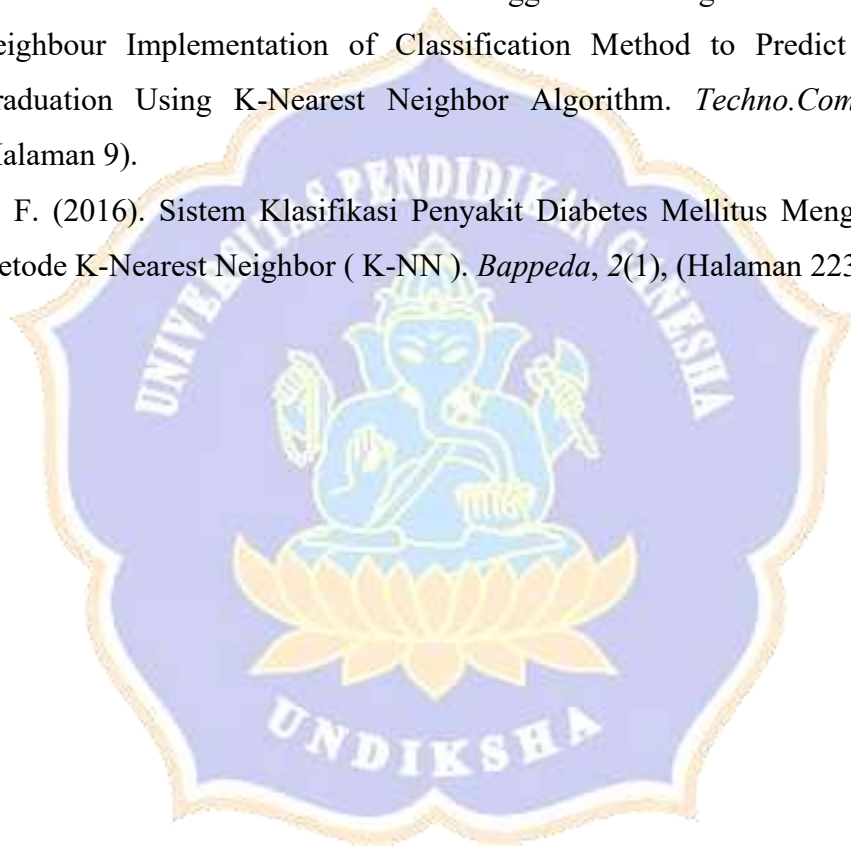 eighbour Implementation of Classification Method to Predict
raduation Using K-Nearest Neighbor Algorithm. Techno.Com
Halaman 9).
F. (2016). Sistem Klasifikasi Penyakit Diabetes Mellitus Meng
etode K-Nearest Neighbor ( K-NN ). Bappeda, 2(1), (Halaman 223
UNIVERSITAS PENDIDIKAN GANESHA
UNDIKSHA